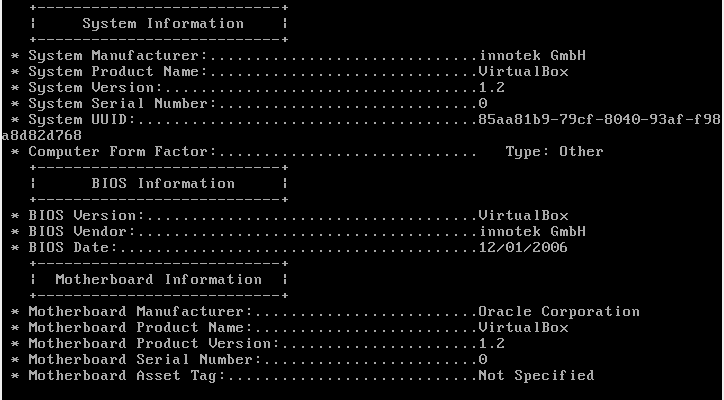 +---------------------------+
|     System Information    |
+---------------------------+
* System Manufacturer:..............................innotek GmbH
* System Product Name:..............................VirtualBox
* System Version:...................................1.2
* System Serial Number:.............................0
* System UUID:......................................85aa81b9-79cf-8040-93af-f98
a8d82d768
* Computer Form Factor:.............................   Type: Other
+---------------------------+
|      BIOS Information     |
+---------------------------+
* BIOS Version:.....................................VirtualBox
* BIOS Vendor:......................................innotek GmbH
* BIOS Date:........................................12/01/2006
+---------------------------+
|  Motherboard Information  |
+---------------------------+
* Motherboard Manufacturer:.........................Oracle Corporation
* Motherboard Product Name:.........................VirtualBox
* Motherboard Product Version:......................1.2
* Motherboard Serial Number:........................0
* Motherboard Asset Tag:............................Not Specified